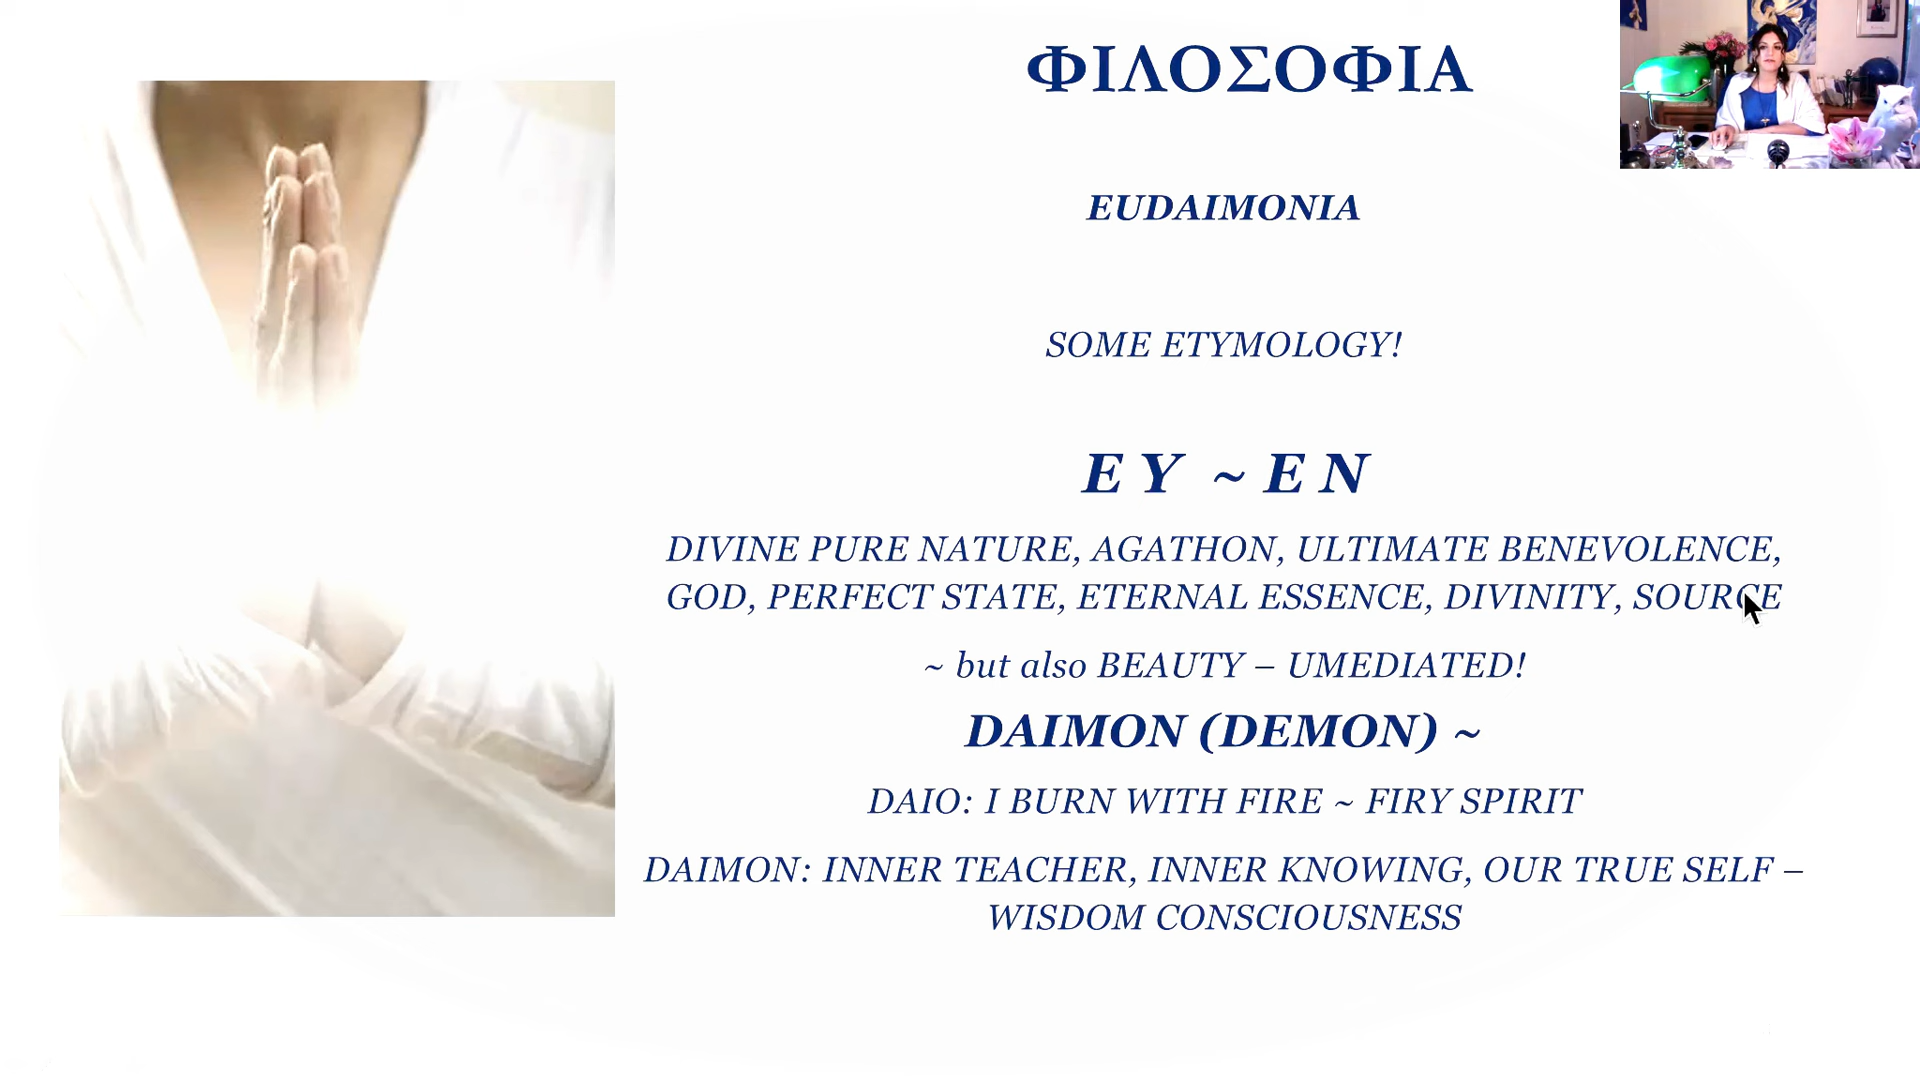 ΦΙΛΟΣΟΦΙΑ
EUDAIMONIA
SOME ETYMOLOGY!
E Y ~ E N
DIVINE PURE NATURE, AGATHON, ULTIMATE BENEVOLENCE,
GOD, PERFECT STATE, ETERNAL ESSENCE, DIVINITY, SOURCE
~ but also BEAUTY – UMEDIATED!
DAIMON (DEMON) ~
DAIO: I BURN WITH FIRE ~ FIRY SPIRIT
DAIMON: INNER TEACHER, INNER KNOWING, OUR TRUE SELF –
WISDOM CONSCIOUSNESS